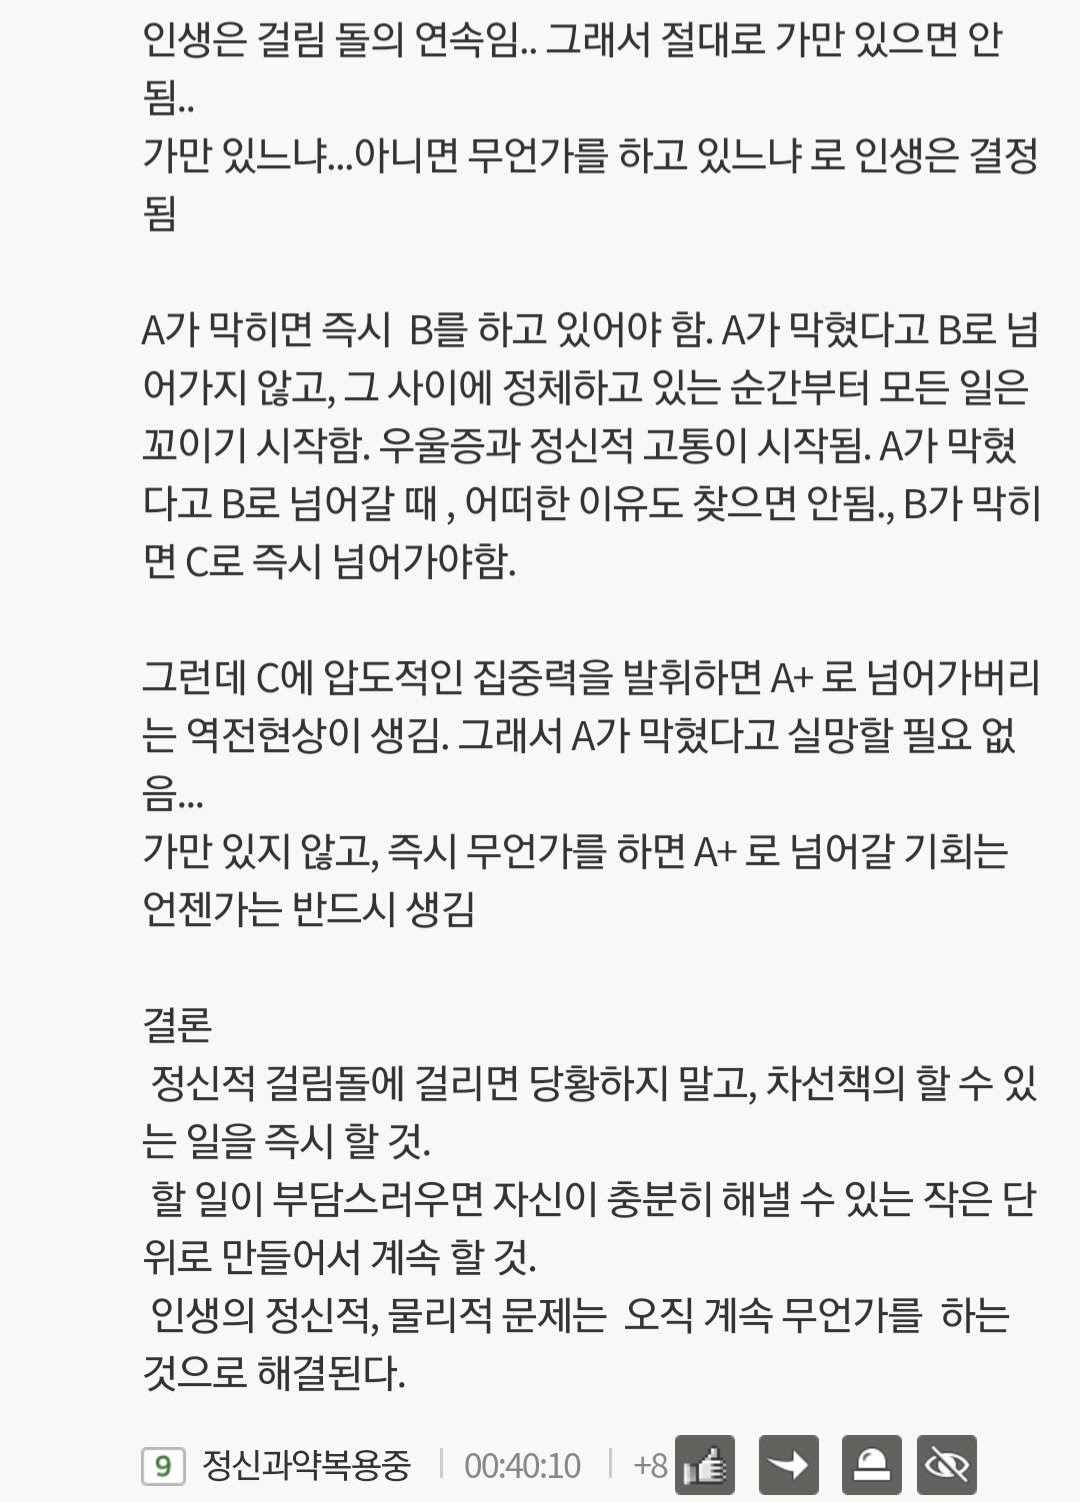 인생은 걸림 돌의 연속임.. 그래서 절대로 가만 있으면 안
됨..
가만 있느냐...아니면 무언가를 하고 있느냐 로 인생은 결정
됨
A가 막히면 즉시  B를 하고 있어야 함. A가 막혔다고 B로 넘
어가지 않고, 그 사이에 정체하고 있는 순간부터 모든 일은
꼬이기 시작함. 우울증과 정신적 고통이 시작됨. A가 막혔
다고 B로 넘어갈 때 , 어떠한 이유도 찾으면 안됨., B가 막히
면 C로 즉시 넘어가야함.
그런데 C에 압도적인 집중력을 발휘하면 A+ 로 넘어가버리
는 역전현상이 생김. 그래서 A가 막혔다고 실망할 필요 없
음...
가만 있지 않고, 즉시 무언가를 하면 A+ 로 넘어갈 기회는
언젠가는 반드시 생김
결론
정신적 걸림돌에 걸리면 당황하지 말고, 차선책의 할 수 있
는 일을 즉시 할 것.
할 일이 부담스러우면 자신이 충분히 해낼 수 있는 작은 단
위로 만들어서 계속 할 것.
인생의 정신적, 물리적 문제는  오직 계속 무언가를  하는
것으로 해결된다.
9 정신과약복용중 | 00:40:10 | +8